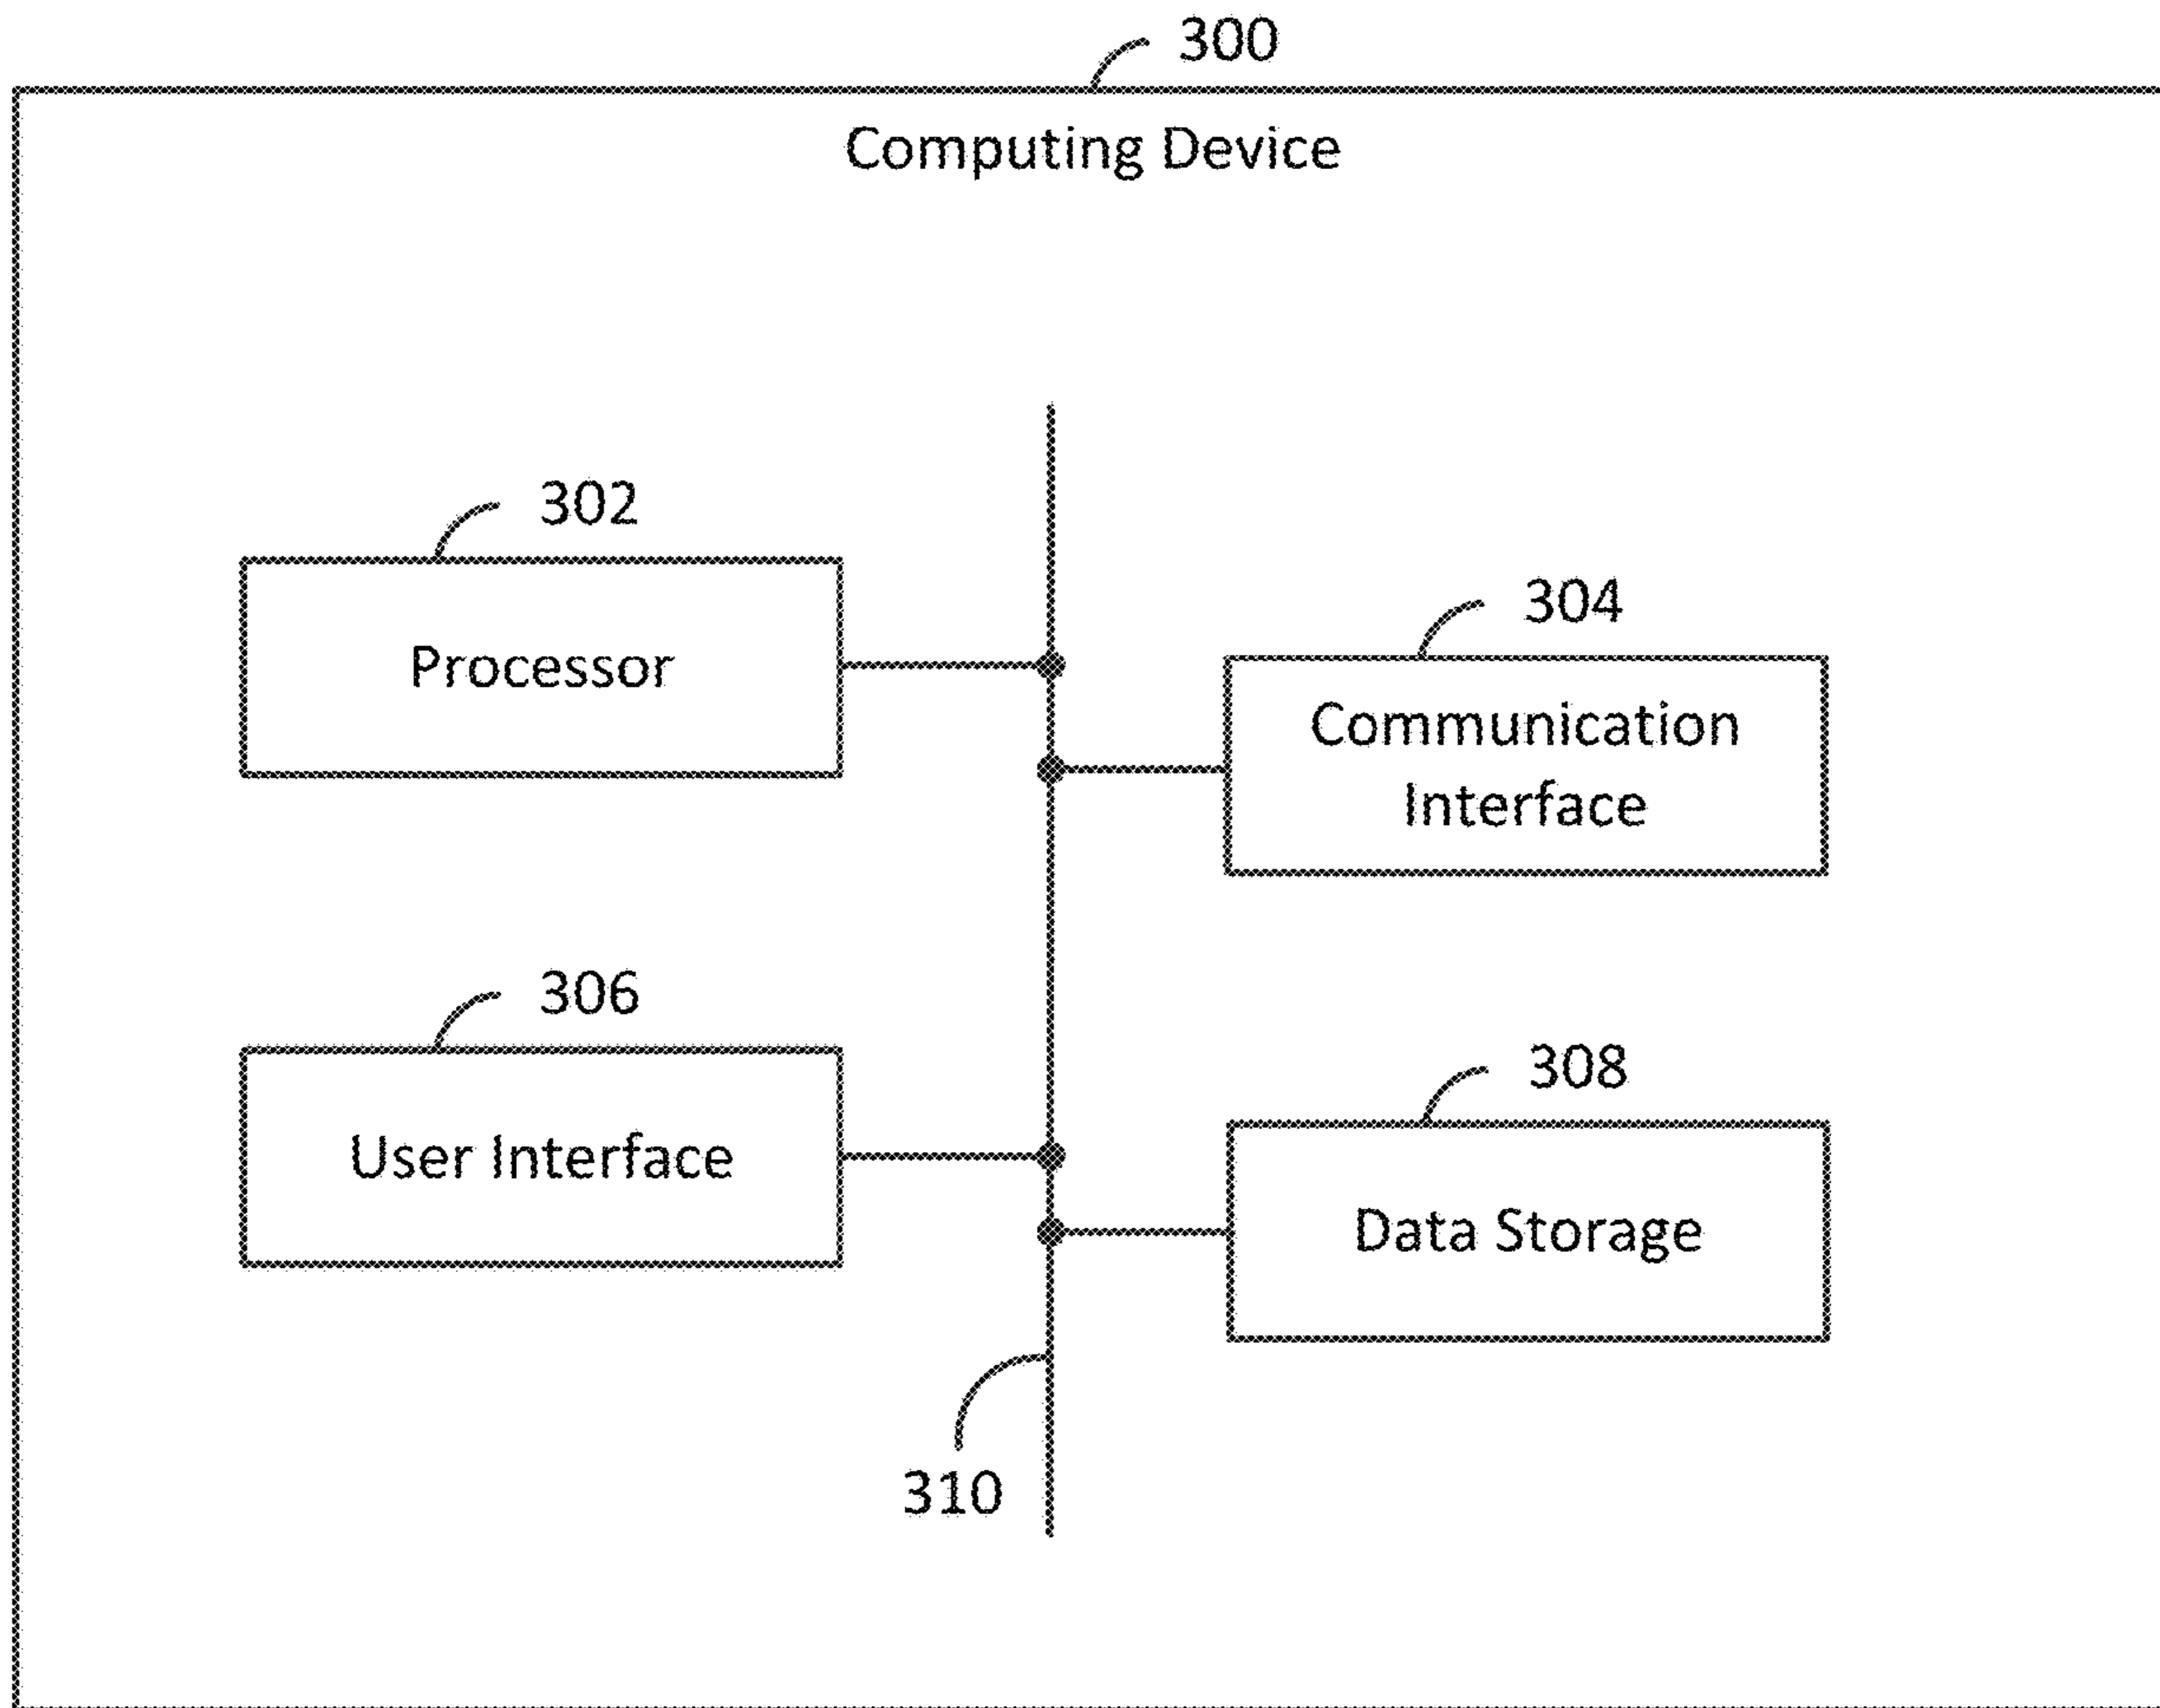 300
Computing Device
302
Processor
304
Communication
Interface
306
User Interface
308
Data Storage
310